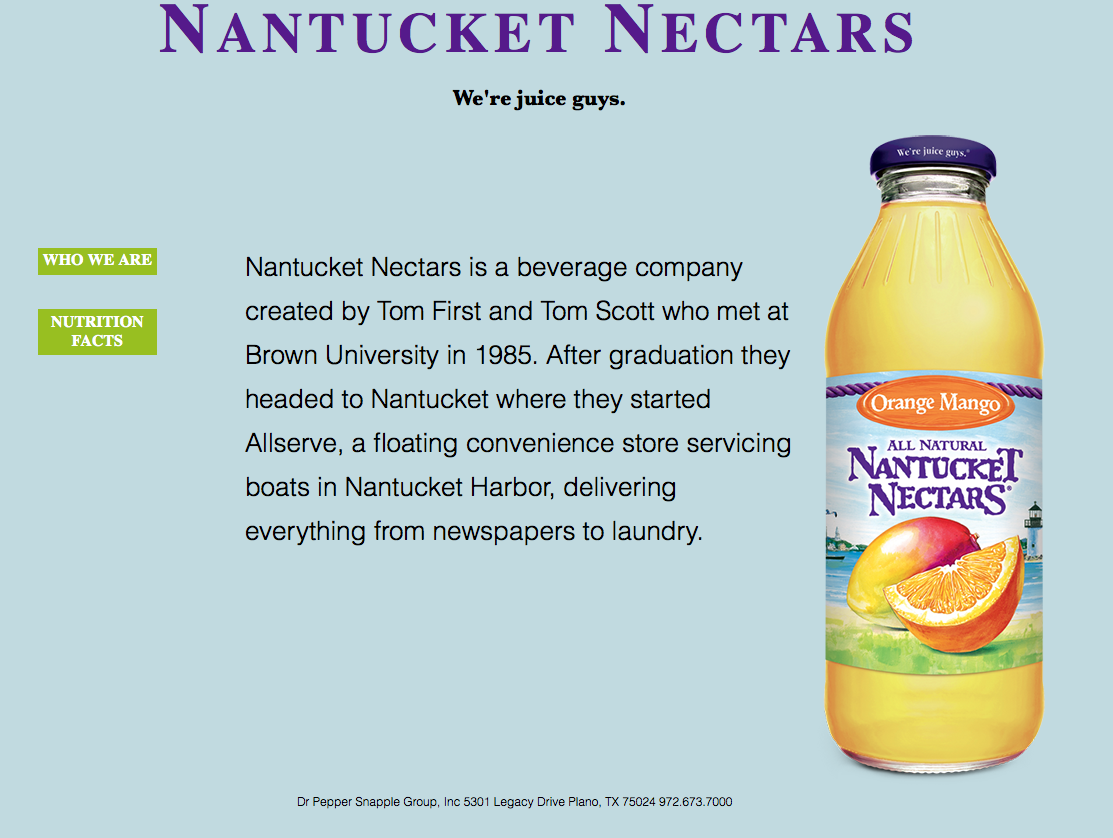 NANTUCKET NECTARS
We're juice guys.
We're juice guys.®
WHO WE ARE
NUTRITION
FACTS
Nantucket Nectars is a beverage company
created by Tom First and Tom Scott who met at
Brown University in 1985. After graduation they
headed to Nantucket where they started
Allserve, a floating convenience store servicing
boats in Nantucket Harbor, delivering
everything from newspapers to laundry.
Orange Mango
ALL NATURAL
NANTUCKET
NECTARS®
Dr Pepper Snapple Group, Inc 5301 Legacy Drive Plano, TX 75024 972.673.7000